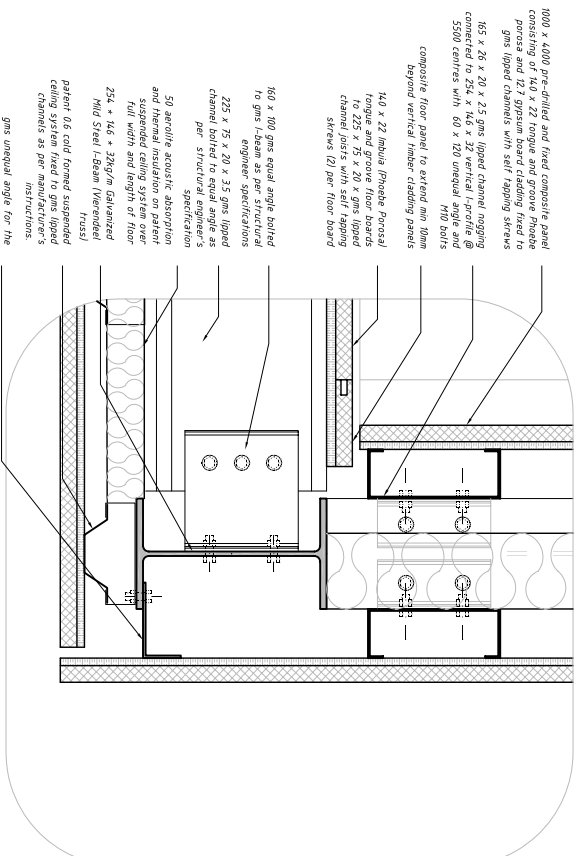 1000 x 4000 pre-drilled and fixed composite panel
consisting of 140 x 22 tongue and groove Phoebe
porosa and 12.7 gypsum board cladding fixed to
gms lipped channels with self tapping skrews
165 x 26 x 20 x 2.5 gms lipped channel nogging
connected to 254 x 146 x 32 vertical I-profile @
5500 centres with 60 x 120 unequal angle and
M10 bolts
composite floor panel to extend min 10mm
beyond vertical timber cladding panels
140 x 22 Imbuia (Phoebe Porosa)
tongue and groove floor boards
to 225 x 75 x 20 x gms lipped
channel joists with self tapping
skrews (2) per floor board
160 x 100 gms equal angle bolted
to gms I-beam as per structural
engineer specifications
225 x 75 x 20 x 3.5 gms lipped
channel bolted to equal angle as
per structural engineer's
specification
50 aerolite acoustic absorption
and thermal insulation on patent
suspended ceiling system over
full width and length of floor
254 * 146 * 32kg/m Galvanized
Mild Steel I-Beam (Vierendeel
truss)
patent 0.6 cold formed suspended
ceiling system fixed to gms lipped
channels as per manufacturer's
instructions.
gms unequal angle for the